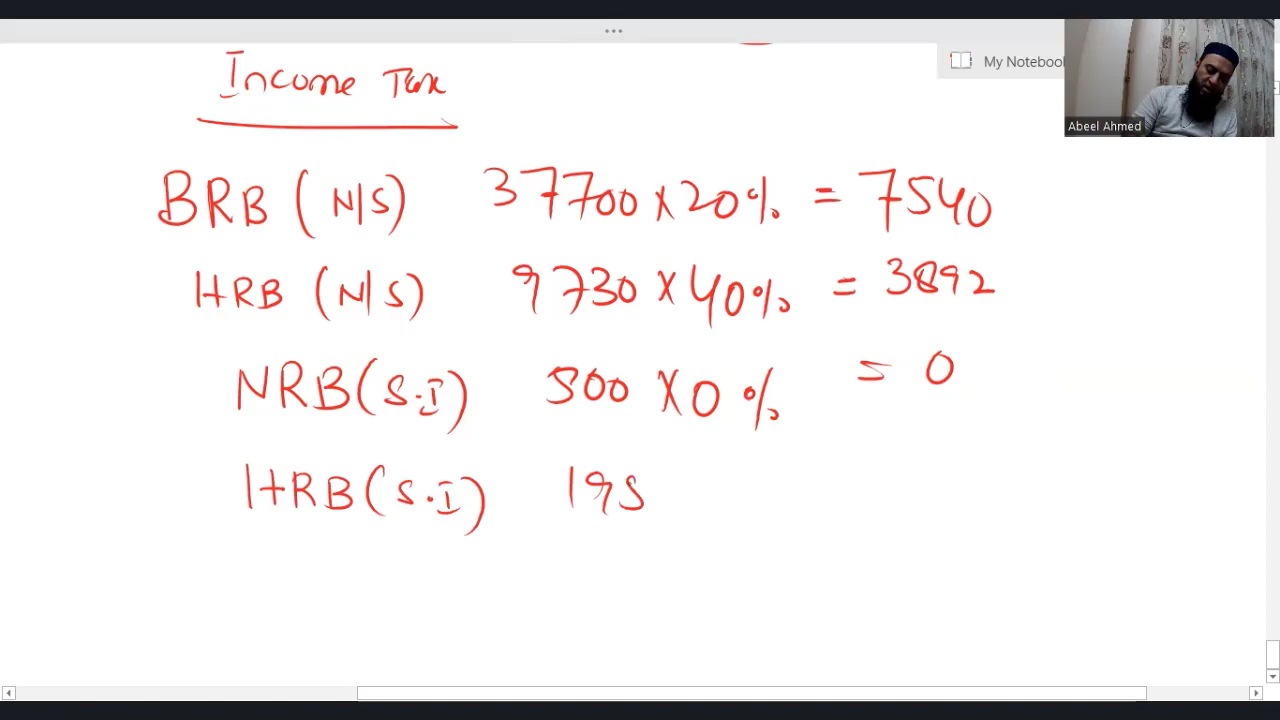 My Notebook
Abeel Ahmed
Income Tax
BRB (N/S) 37700 x 20% = 7540
HRB (N/S) 9730 x 40% = 3892
NRB (S.I) 500 x 0% = 0
HRB (S.I) 195